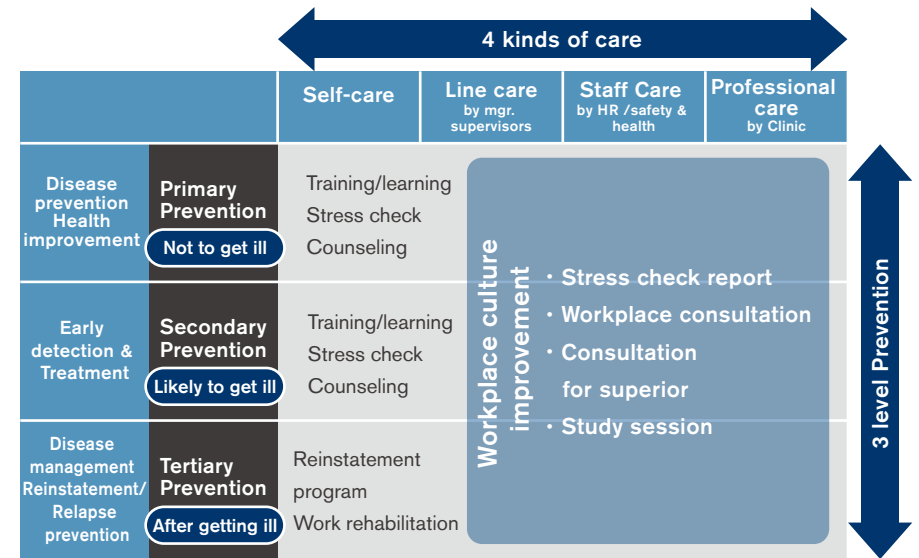 4 kinds of care
Self-care
Line care
by mgr.
supervisors
Staff Care
by HR /safety &
health
Professional
care
by Clinic
Disease
prevention
Health
improvement
Primary
Prevention
Not to get ill
Training/learning
Stress check
Counseling
Early
detection &
Treatment
Secondary
Prevention
Likely to get ill
Training/learning
Stress check
Counseling
Disease
management
Reinstatement/
Relapse
prevention
Tertiary
Prevention
After getting ill
Reinstatement
program
Work rehabilitation
Workplace culture
improvement
・Stress check report
・Workplace consultation
・Consultation
for superior
・Study session
3 level Prevention